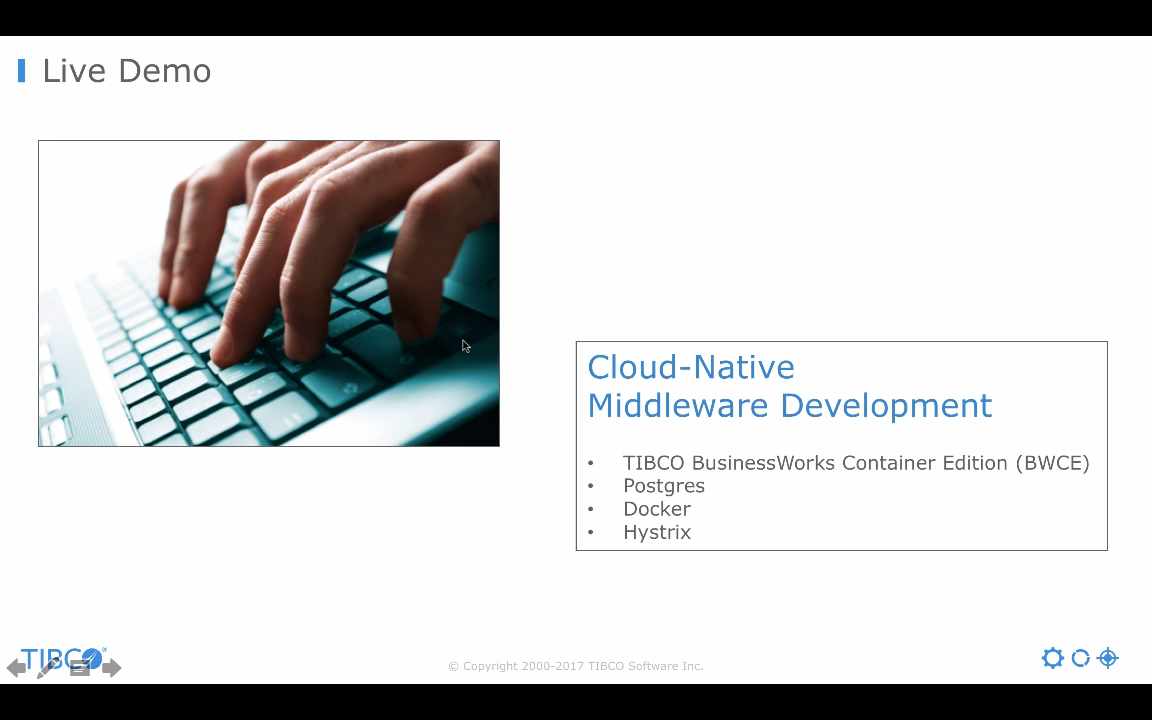 Live Demo
Cloud-Native
Middleware Development
• TIBCO BusinessWorks Container Edition (BWCE)
• Postgres
• Docker
• Hystrix
TIBCO®
© Copyright 2000-2017 TIBCO Software Inc.